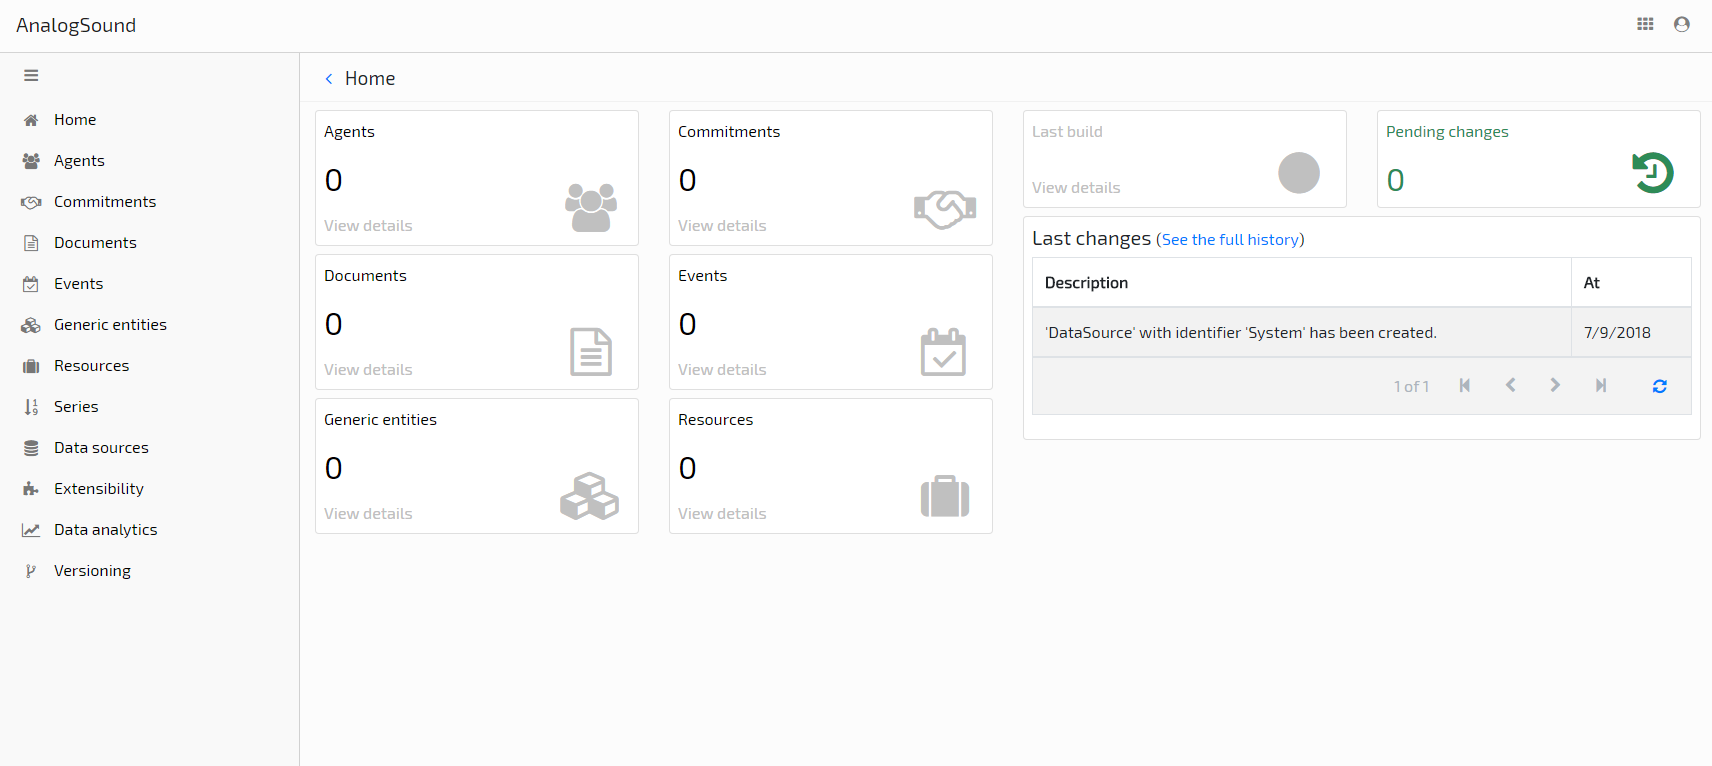 AnalogSound
Home
Home
Agents
Commitments
Documents
Events
Generic entities
Resources
Series
Data sources
Extensibility
Data analytics
Versioning
Agents
0
View details
Commitments
0
View details
Documents
0
View details
Events
0
View details
Generic entities
0
View details
Resources
0
View details
Last build
View details
Pending changes
0
Last changes (See the full history)
Description At
'DataSource' with identifier 'System' has been created. 7/9/2018
1 of 1